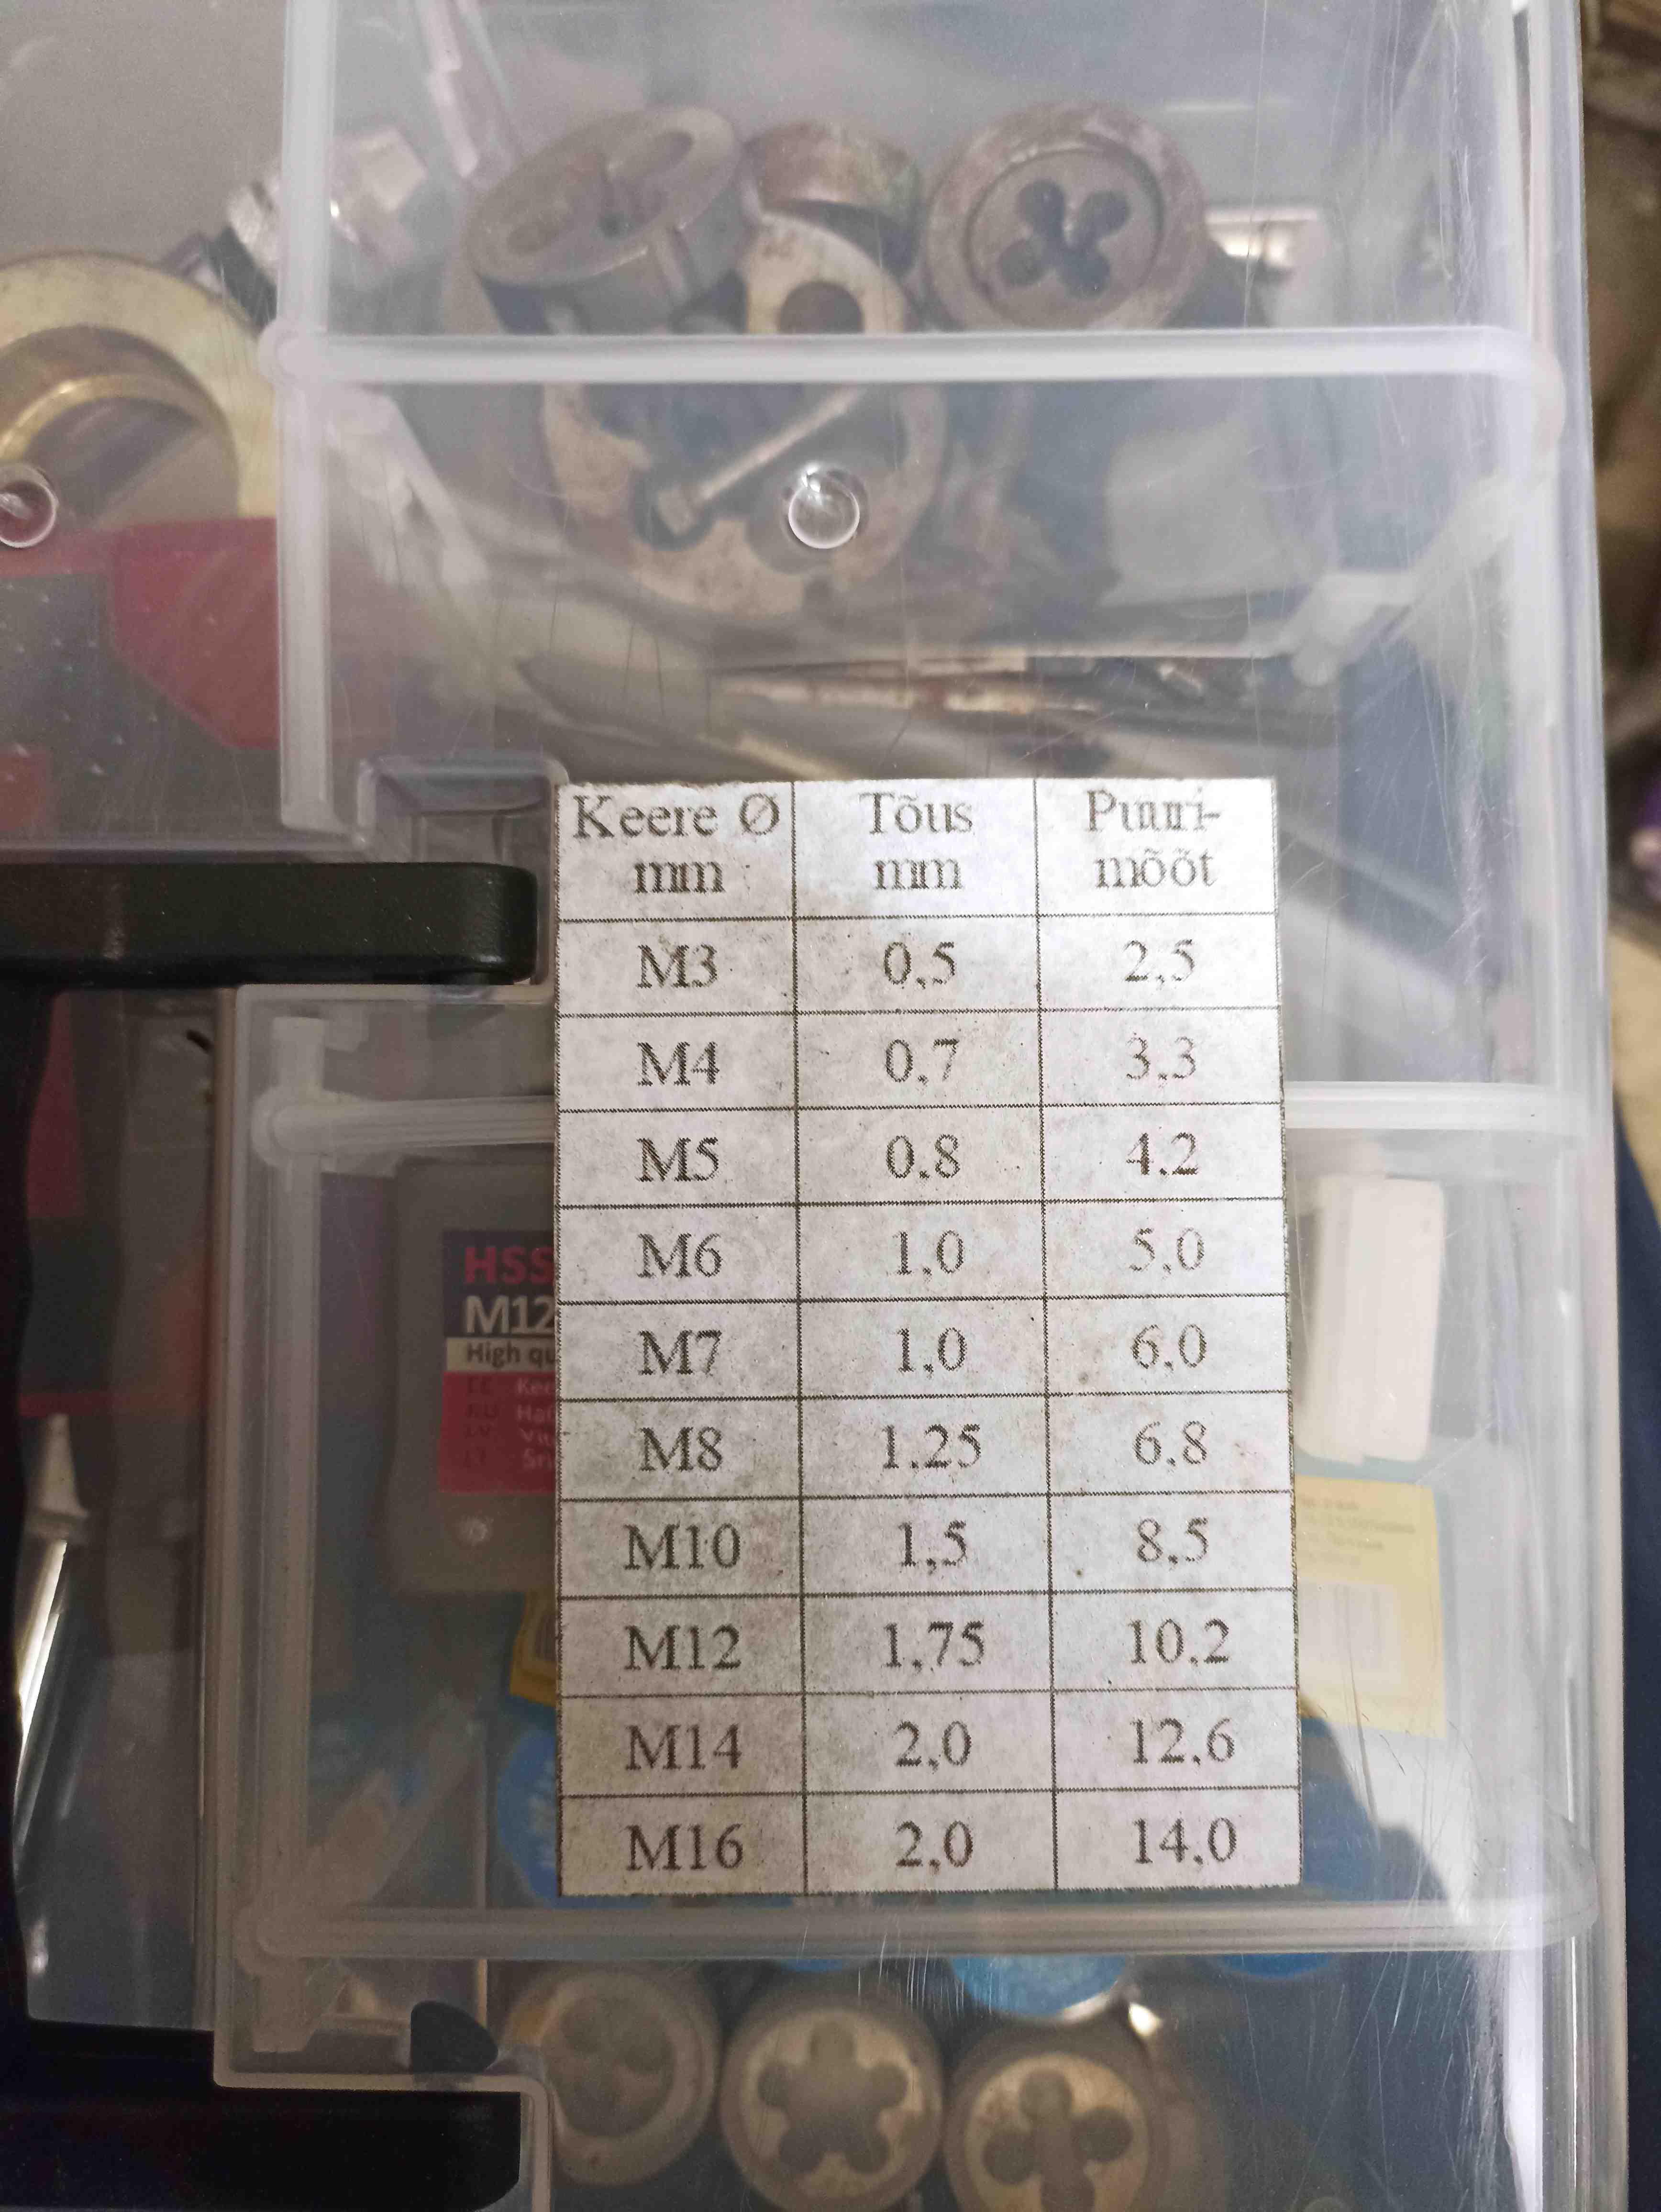 Keere Ø Tõus Puuri-
mm mm mõõt
M3 0,5 2,5
M4 0,7 3,3
M5 0,8 4,2
M6 1,0 5,0
M7 1,0 6,0
M8 1,25 6,8
M10 1,5 8,5
M12 1,75 10,2
M14 2,0 12,6
M16 2,0 14,0
HSS
M12
High